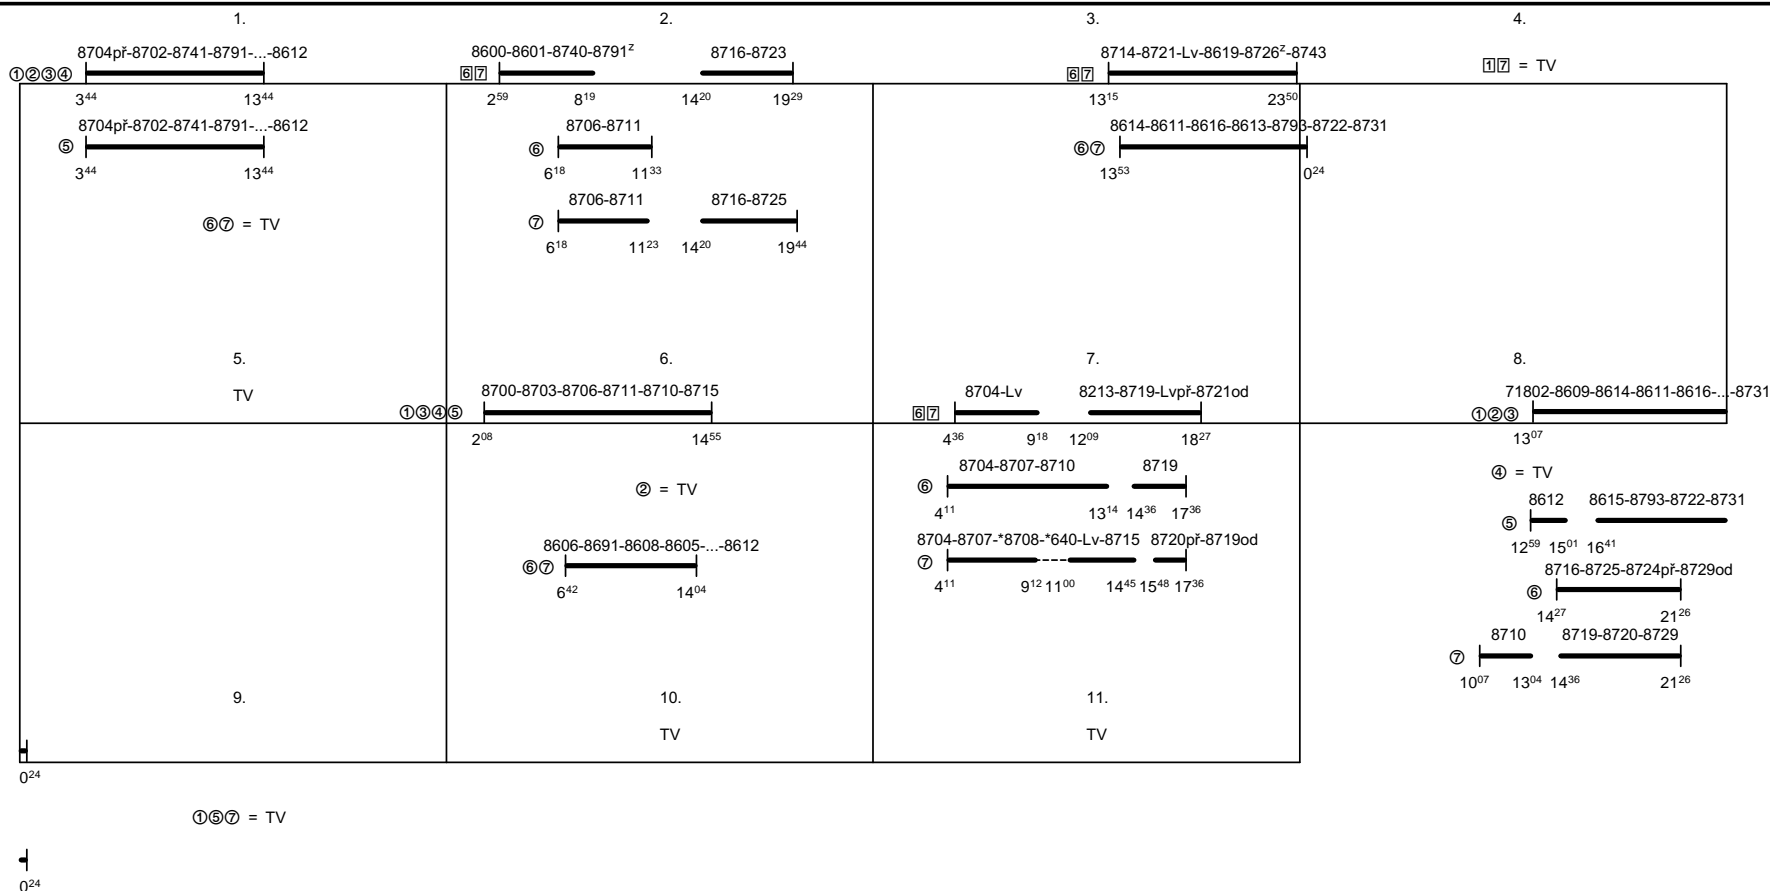 1. 2. 3. 4.
8704př-8702-8741-8791-...-8612 8600-8601-8740-8791ᶻ 8716-8723 8714-8721-Lv-8619-8726ᶻ-8743
①②③④ 6 7 6 7 1 7 = TV
3⁴⁴ 13⁴⁴ 2⁵⁹ 8¹⁹ 14²⁰ 19²⁹ 13¹⁵ 23⁵⁰
8704př-8702-8741-8791-...-8612 8706-8711 8614-8611-8616-8613-8793-8722-8731
⑤ ⑥ ⑥⑦
3⁴⁴ 13⁴⁴ 6¹⁸ 11³³ 13⁵³ 0²⁴
8706-8711 8716-8725
⑥⑦ = TV ⑦
6¹⁸ 11²³ 14²⁰ 19⁴⁴
5. 6. 7. 8.
TV 8700-8703-8706-8711-8710-8715 8704-Lv 8213-8719-Lvpř-8721od 71802-8609-8614-8611-8616-...-8731
①③④⑤ 6 7 ①②③
2⁰⁸ 14⁵⁵ 4³⁶ 9¹⁸ 12⁰⁹ 18²⁷ 13⁰⁷
8704-8707-8710 8719 ④ = TV
② = TV ⑥
4¹¹ 13¹⁴ 14³⁶ 17³⁶
8612 8615-8793-8722-8731
⑤
12⁵⁹ 15⁰¹ 16⁴¹
8606-8691-8608-8605-...-8612 8704-8707-*8708-*640-Lv-8715 8720př-8719od
⑥⑦ ⑦
6⁴² 14⁰⁴ 4¹¹ 9¹² 11⁰⁰ 14⁴⁵ 15⁴⁸ 17³⁶
8716-8725-8724př-8729od
⑥
14²⁷ 21²⁶
8710 8719-8720-8729
⑦
10⁰⁷ 13⁰⁴ 14³⁶ 21²⁶
9. 10. 11.
TV TV
0²⁴
①⑤⑦ = TV
0²⁴